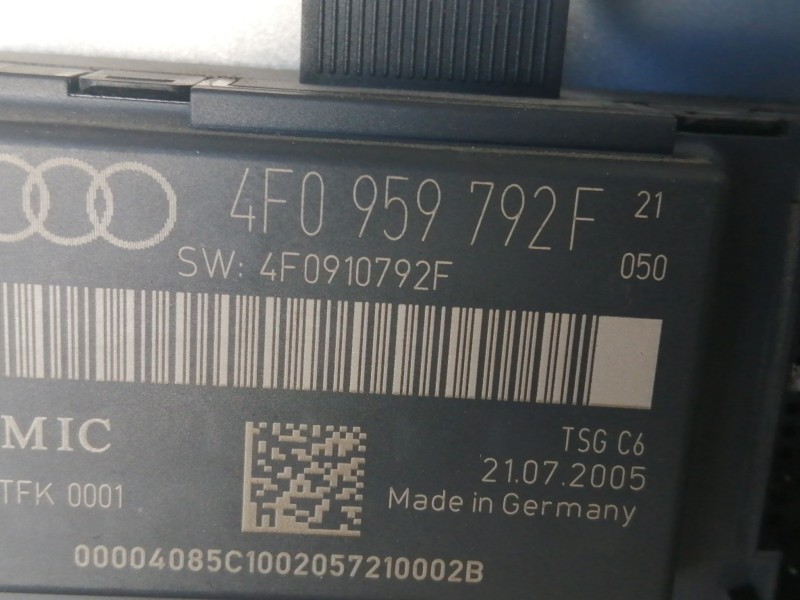 4F0 959 792F 21
SW: 4F0910792F 050
MIC
TSG C6
TFK 0001
21.07.2005
Made in Germany
00004085C1002057210002B